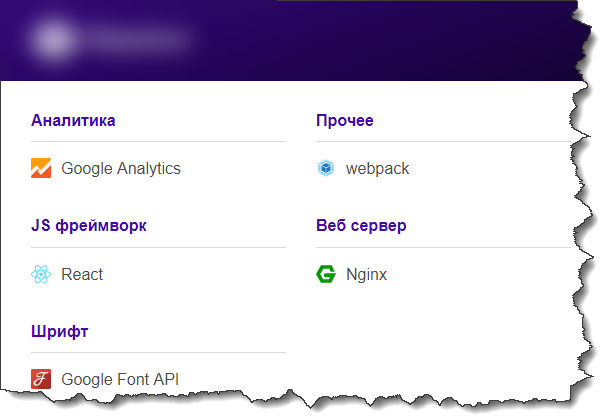 Аналитика
Google Analytics
JS фреймворк
React
Шрифт
Google Font API
Прочее
webpack
Веб сервер
Nginx